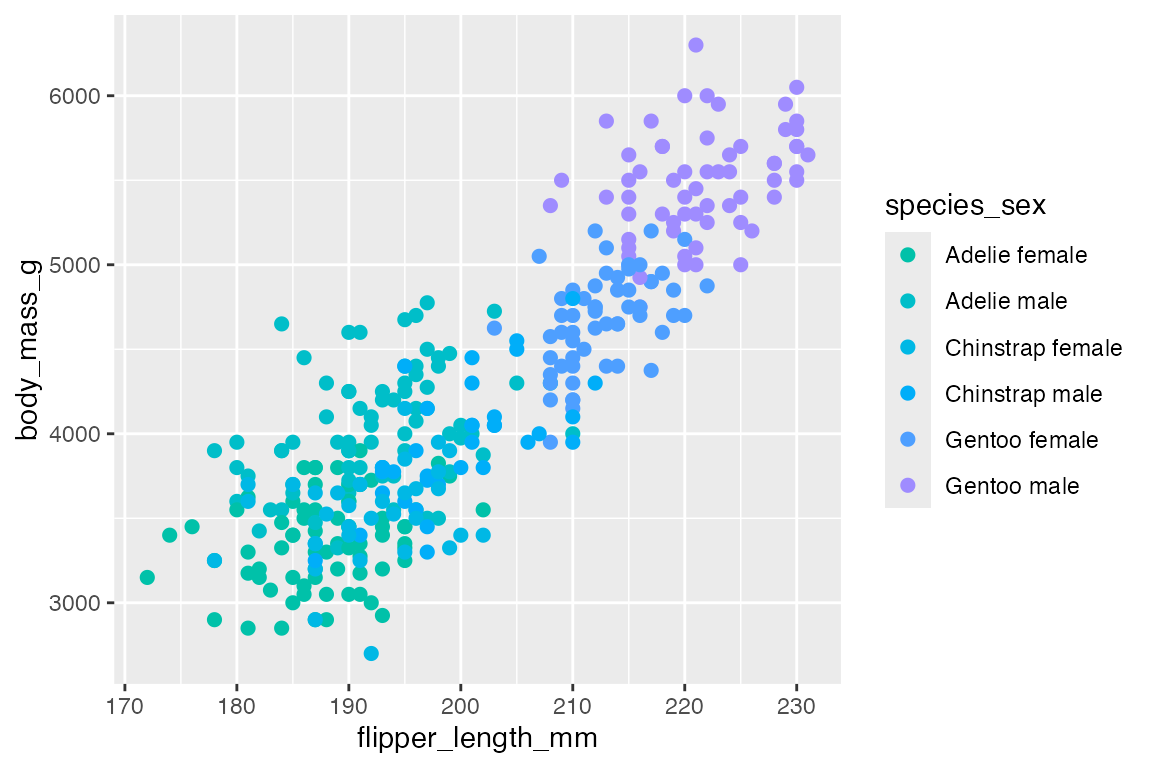 body_mass_g
6000
5000
4000
3000
170 180 190 200 210 220 230
flipper_length_mm
species_sex
Adelie female
Adelie male
Chinstrap female
Chinstrap male
Gentoo female
Gentoo male